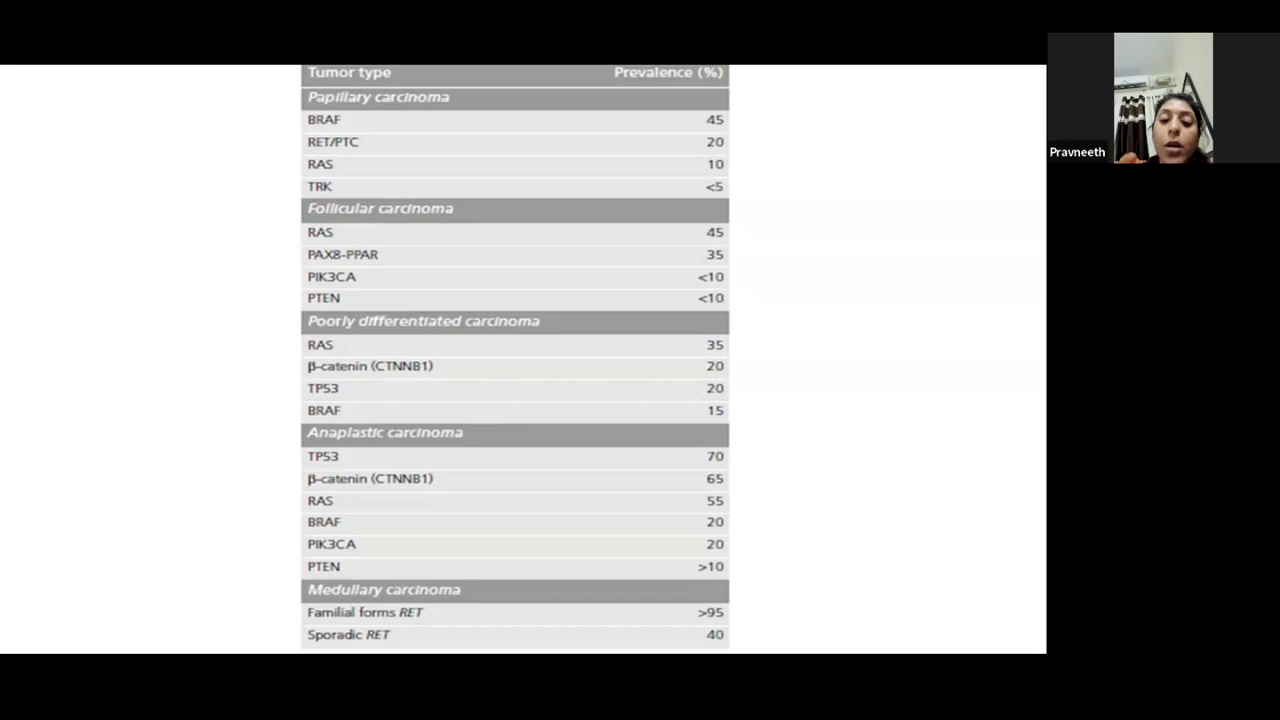 Tumor type Prevalence (%)
Papillary carcinoma
BRAF 45
RET/PTC 20
RAS 10
TRK <5
Follicular carcinoma
RAS 45
PAX8-PPAR 35
PIK3CA <10
PTEN <10
Poorly differentiated carcinoma
RAS 35
β-catenin (CTNNB1) 20
TP53 20
BRAF 15
Anaplastic carcinoma
TP53 70
β-catenin (CTNNB1) 65
RAS 55
BRAF 20
PIK3CA 20
PTEN >10
Medullary carcinoma
Familial forms RET >95
Sporadic RET 40
Pravneeth